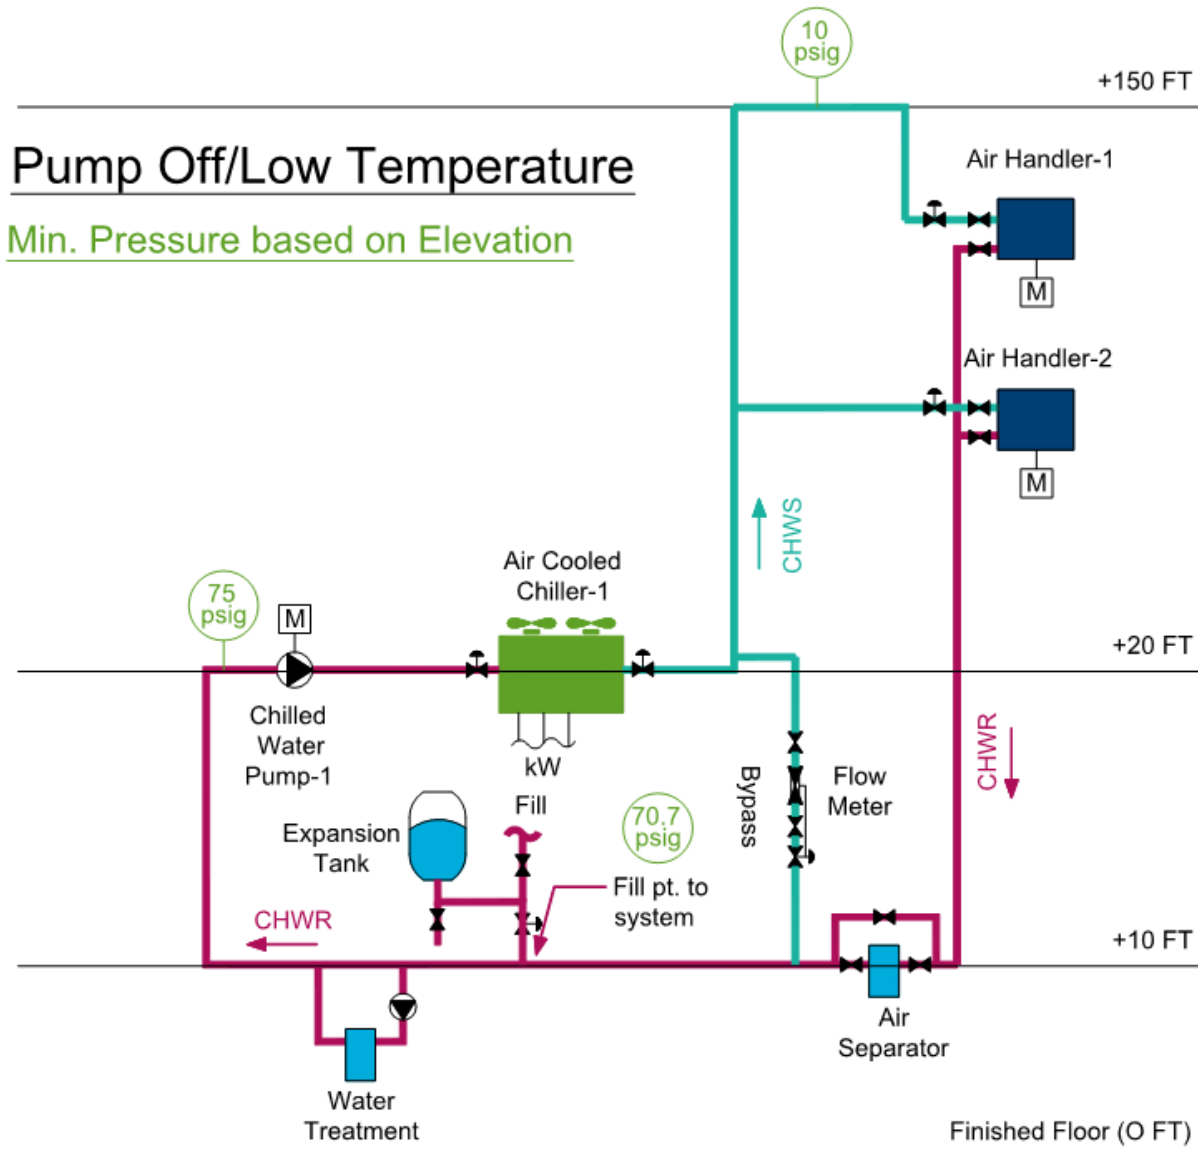 10
psig
+150 FT
Pump Off/Low Temperature
Air Handler-1
Min. Pressure based on Elevation
M
Air Handler-2
M
CHWS
Air Cooled
Chiller-1
75
psig
M
+20 FT
Chilled
Water
Pump-1
kW
CHWR
Bypass
Flow
Meter
Fill
70.7
psig
Expansion
Tank
Fill pt. to
system
CHWR
+10 FT
Air
Separator
Water
Treatment
Finished Floor (O FT)